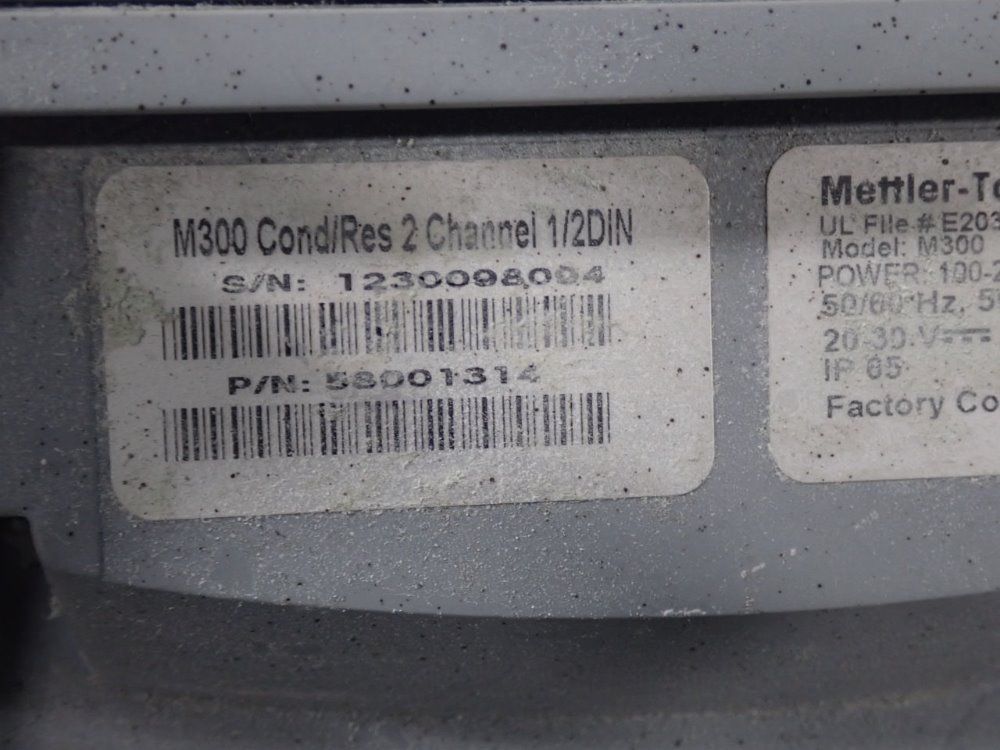 M300 Cond/Res 2 Channel 1/2DIN
S/N: 1230098094
P/N: 58001314
Mettler-To
UL File # E203
Model: M300
POWER: 100-2
50/60 Hz, 5
20-30 V
IP 65
Factory Co